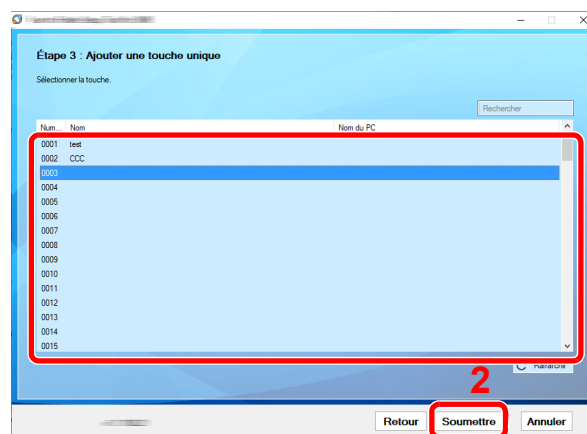 Étape 3 : Ajouter une touche unique
Sélectionner la touche.
Rechercher
Num... Nom Nom du PC
0001 test
0002 CCC
0003
0004
0005
0006
0007
0008
0009
0010
0011
0012
0013
0014
0015
Rafraîchir
2
Retour Soumettre Annuler